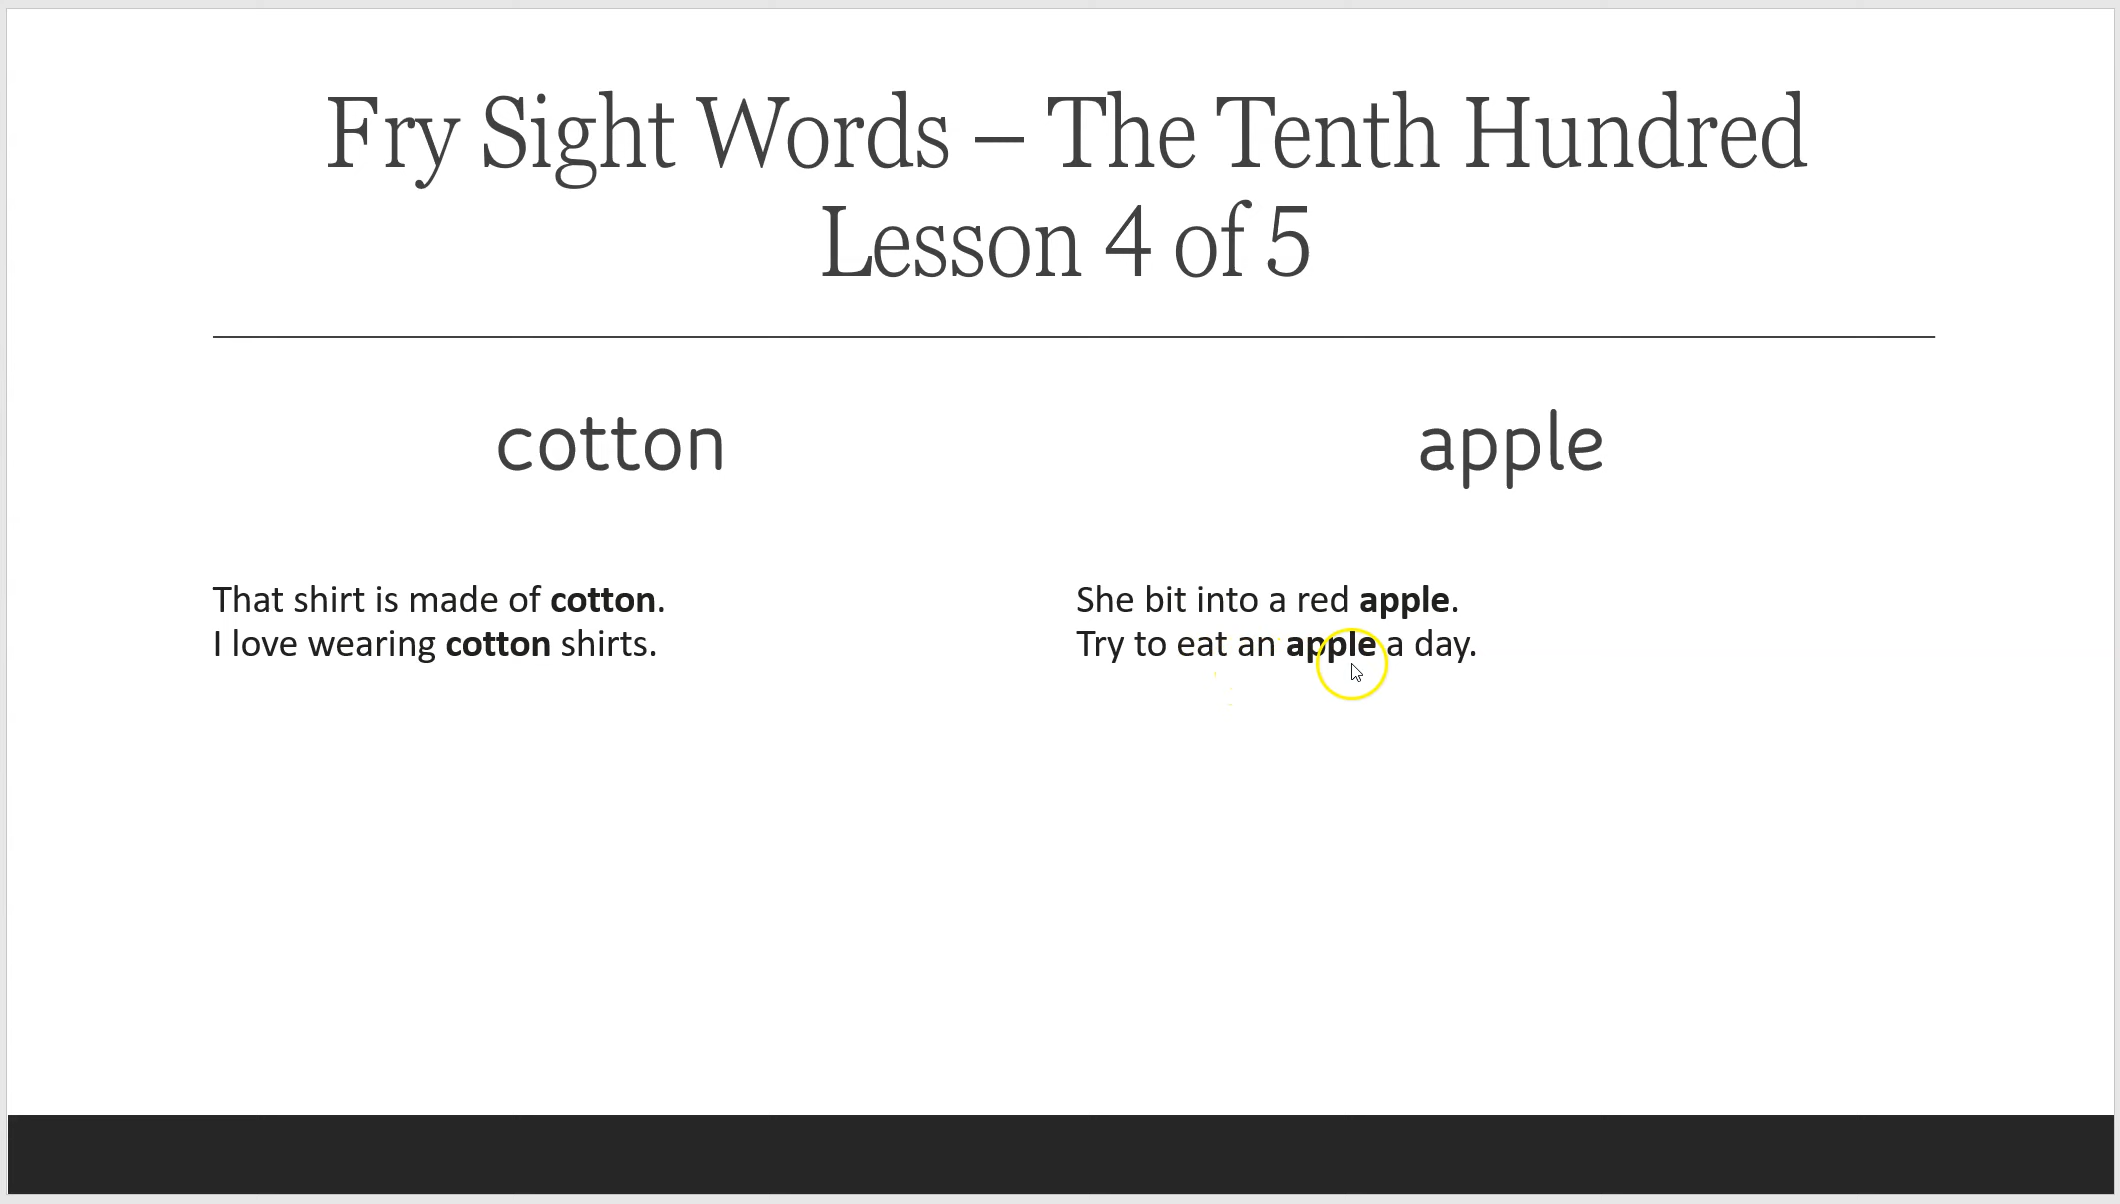 Fry Sight Words – The Tenth Hundred
Lesson 4 of 5
cotton
That shirt is made of cotton.
I love wearing cotton shirts.
apple
She bit into a red apple.
Try to eat an apple a day.